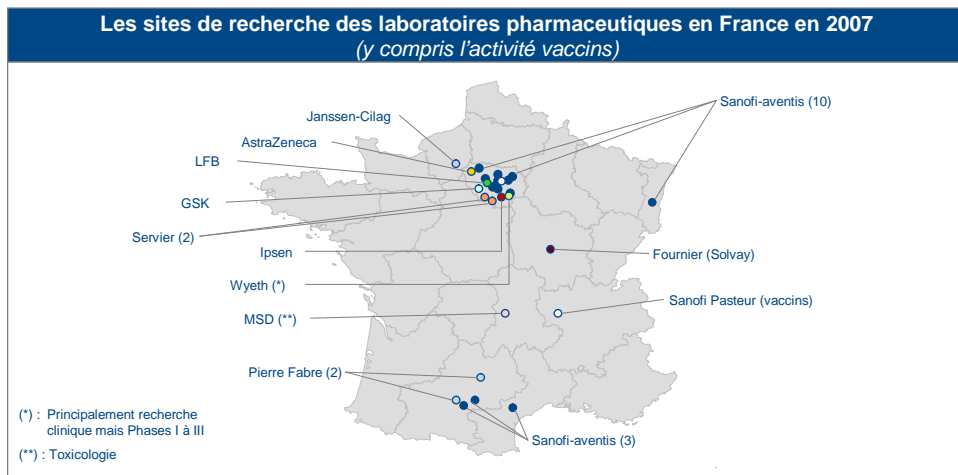 Les sites de recherche des laboratoires pharmaceutiques en France en 2007
(y compris l'activité vaccins)
Janssen-Cilag
Sanofi-aventis (10)
AstraZeneca
LFB
GSK
Servier (2)
Ipsen
Fournier (Solvay)
Wyeth (*)
Sanofi Pasteur (vaccins)
MSD (**)
Pierre Fabre (2)
(*) : Principalement recherche
clinique mais Phases I à III
Sanofi-aventis (3)
(**) : Toxicologie